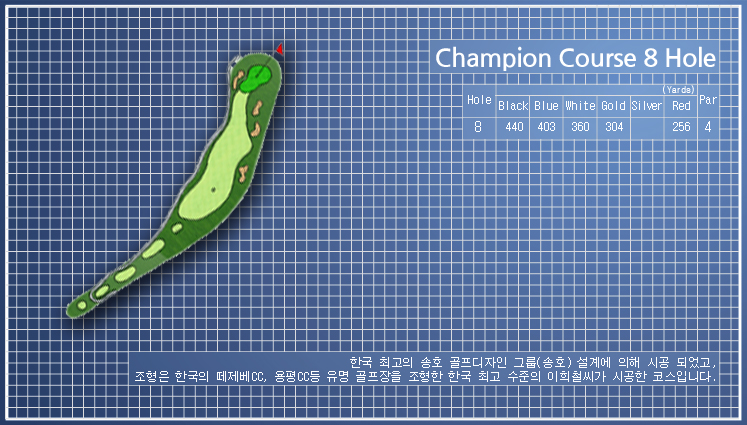 Champion Course 8 Hole
(Yards)
Hole Black Blue White Gold Silver Red Par
8 440 403 360 304 256 4
한국 최고의 송호 골프디자인 그룹(송호) 설계에 의해 시공 되었고,
조형은 한국의 떼제베CC, 용평CC등 유명 골프장을 조형한 한국 최고 수준의 이희철씨가 시공한 코스입니다.